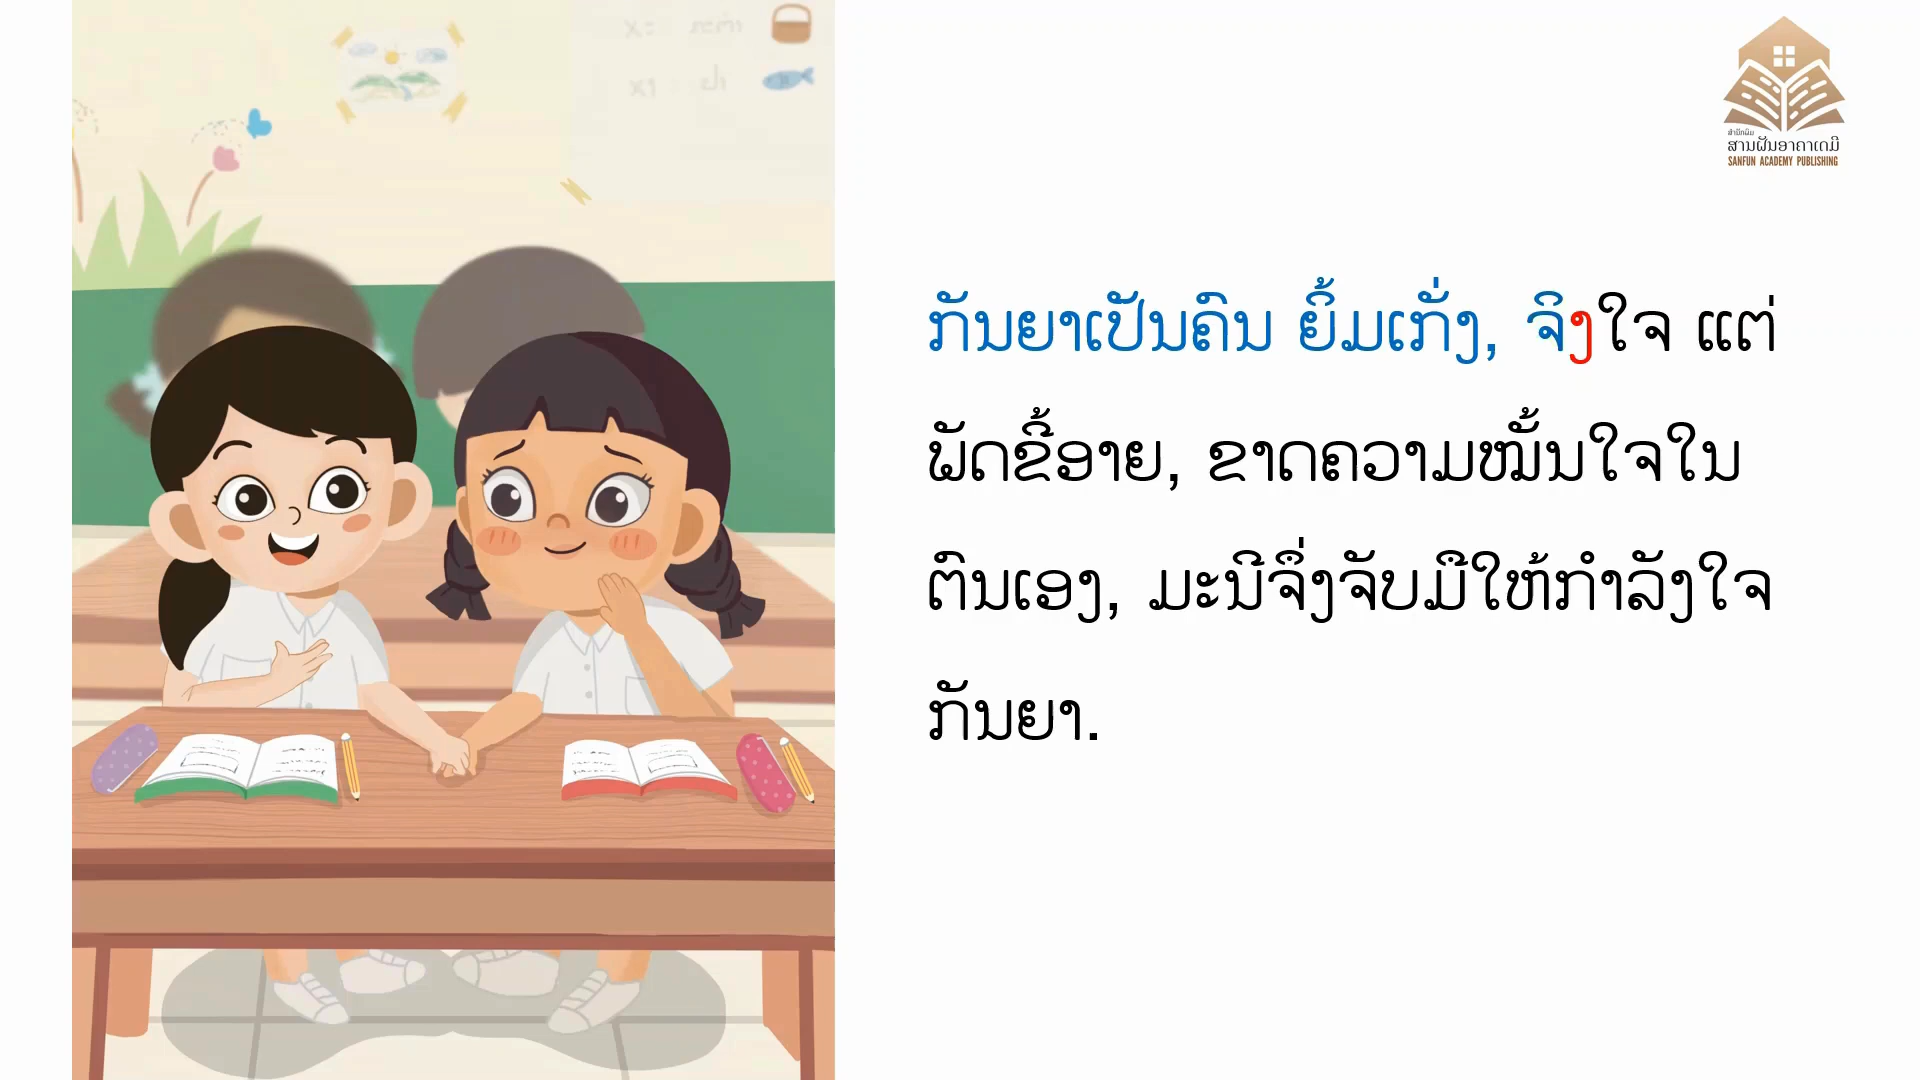 ສຳນັກພິມ
ສານຝັນອາຄາເດມີ
SANFUN ACADEMY PUBLISHING
ກັນຍາເປັນຄົນ ຍິ້ມເກັ່ງ, ຈິງໃຈ ແຕ່
ພັດຂີ້ອາຍ, ຂາດຄວາມໝັ້ນໃຈໃນ
ຕົນເອງ, ມະນີຈຶ່ງຈັບມືໃຫ້ກຳລັງໃຈ
ກັນຍາ.